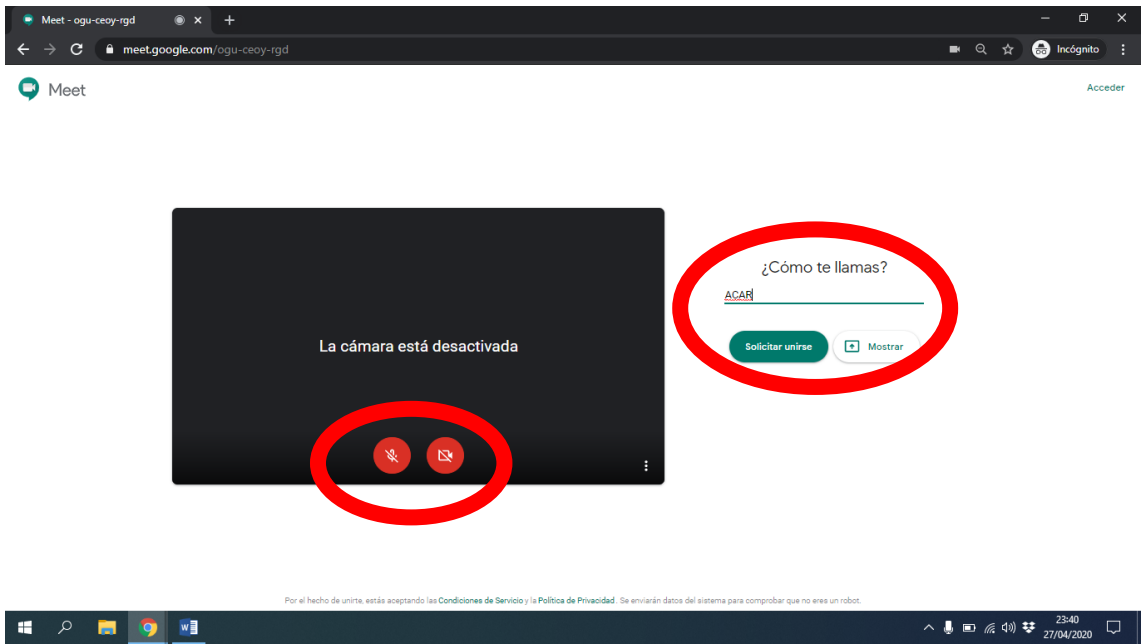 Meet - ogu-ceoy-rgd
meet.google.com/ogu-ceoy-rgd
Incógnito
Meet
Acceder
¿Cómo te llamas?
ACAR
La cámara está desactivada
Solicitar unirse
Mostrar
Por el hecho de unirte, estás aceptando las Condiciones de Servicio y la Política de Privacidad. Se enviarán datos del sistema para comprobar que no eres un robot.
23:40
27/04/2020